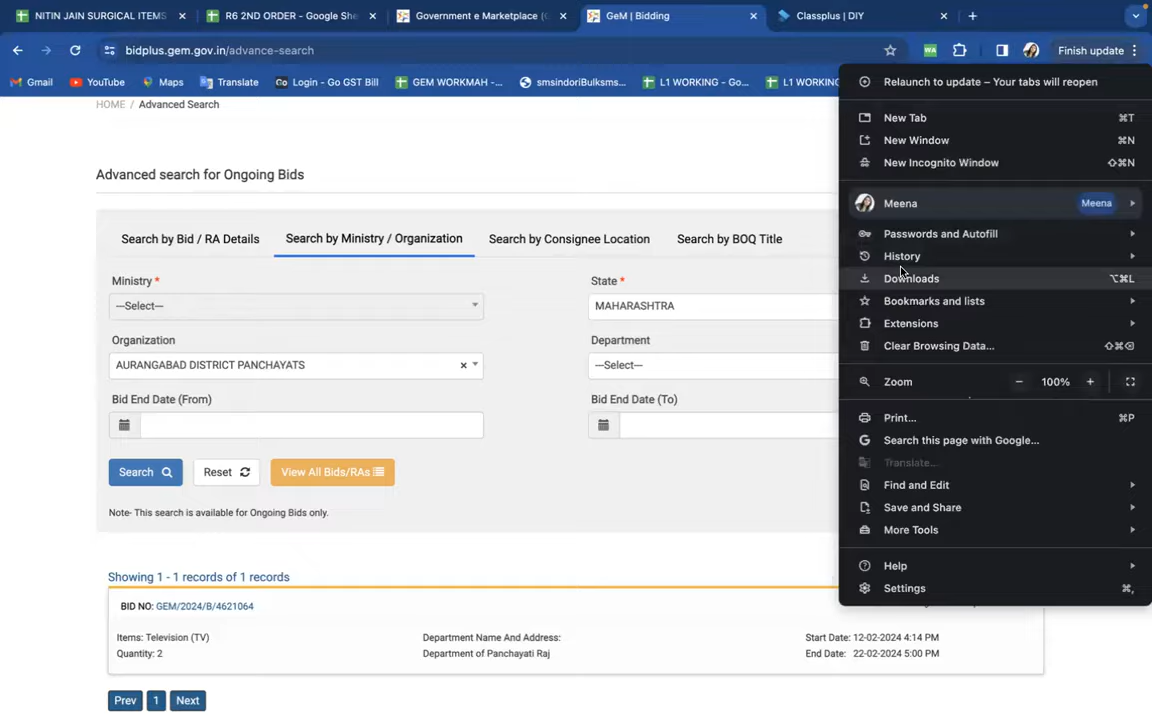 NITIN JAIN SURGICAL ITEMS
R6 2ND ORDER - Google She
Government e Marketplace (
GeM | Bidding
Classplus | DIY
bidplus.gem.gov.in/advance-search
WA
Finish update
Gmail
YouTube
Maps
Translate
Login - Go GST Bill
GEM WORKMAH -...
smsindoriBulksms...
L1 WORKING - Go...
L1 WORKING
HOME / Advanced Search
Advanced search for Ongoing Bids
Search by Bid / RA Details
Search by Ministry / Organization
Search by Consignee Location
Search by BOQ Title
Ministry *
State *
---Select---
MAHARASHTRA
Organization
Department
AURANGABAD DISTRICT PANCHAYATS
---Select---
Bid End Date (From)
Bid End Date (To)
Search
Reset
View All Bids/RAs
Note- This search is available for Ongoing Bids only.
Showing 1 - 1 records of 1 records
BID NO: GEM/2024/B/4621064
Items: Television (TV)
Department Name And Address:
Start Date: 12-02-2024 4:14 PM
Quantity: 2
Department of Panchayati Raj
End Date: 22-02-2024 5:00 PM
Prev 1 Next
Relaunch to update – Your tabs will reopen
New Tab ⌘T
New Window ⌘N
New Incognito Window ⇧⌘N
Meena Meena
Passwords and Autofill
History
Downloads ⌥⌘L
Bookmarks and lists
Extensions
Clear Browsing Data... ⇧⌘⌫
Zoom − 100% +
Print... ⌘P
Search this page with Google...
Translate...
Find and Edit
Save and Share
More Tools
Help
Settings ⌘,